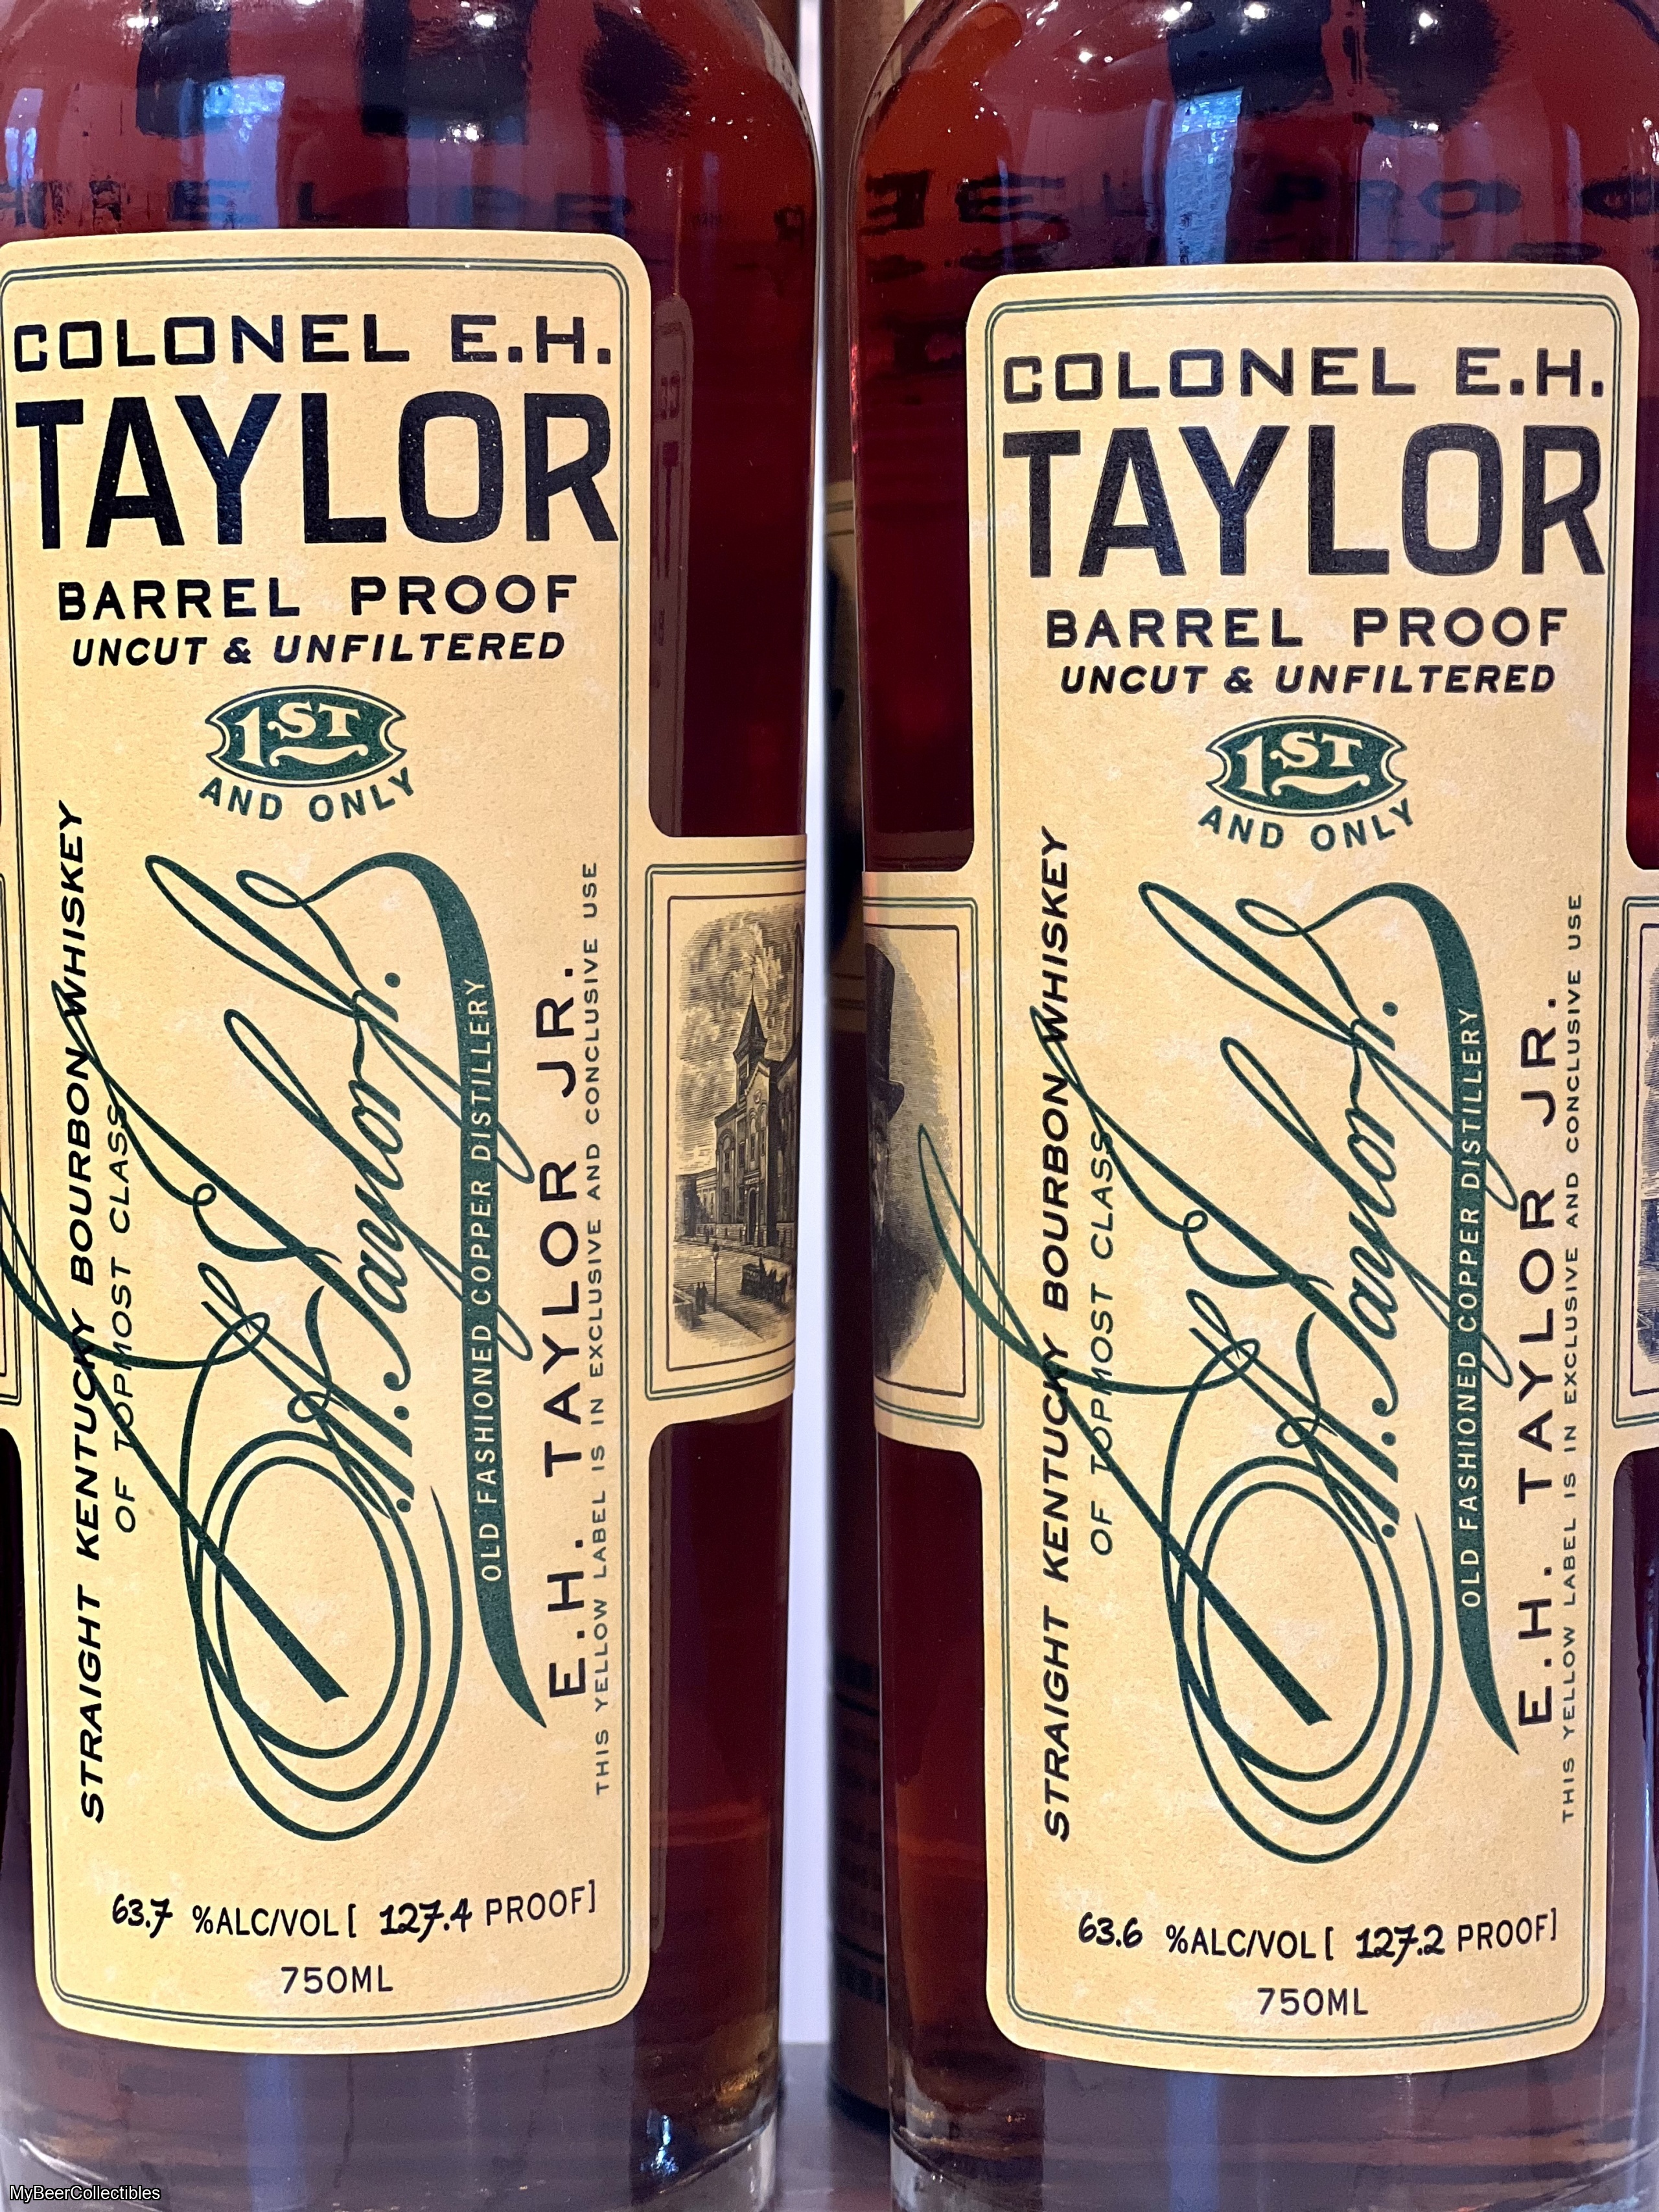 COLONEL E.H.
TAYLOR
BARREL PROOF
UNCUT & UNFILTERED
1ST
AND ONLY
STRAIGHT KENTUCKY BOURBON WHISKEY
OF TOPMOST CLASS
E.H. Taylor, Jr.
OLD FASHIONED COPPER DISTILLERY
E.H. TAYLOR JR.
THIS YELLOW LABEL IS IN EXCLUSIVE AND CONCLUSIVE USE
63.7 %ALC/VOL [ 127.4 PROOF]
750ML
COLONEL E.H.
TAYLOR
BARREL PROOF
UNCUT & UNFILTERED
1ST
AND ONLY
STRAIGHT KENTUCKY BOURBON WHISKEY
OF TOPMOST CLASS
E.H. Taylor, Jr.
OLD FASHIONED COPPER DISTILLERY
E.H. TAYLOR JR.
THIS YELLOW LABEL IS IN EXCLUSIVE AND CONCLUSIVE USE
63.6 %ALC/VOL [ 127.2 PROOF]
750ML
MyBeerCollectibles